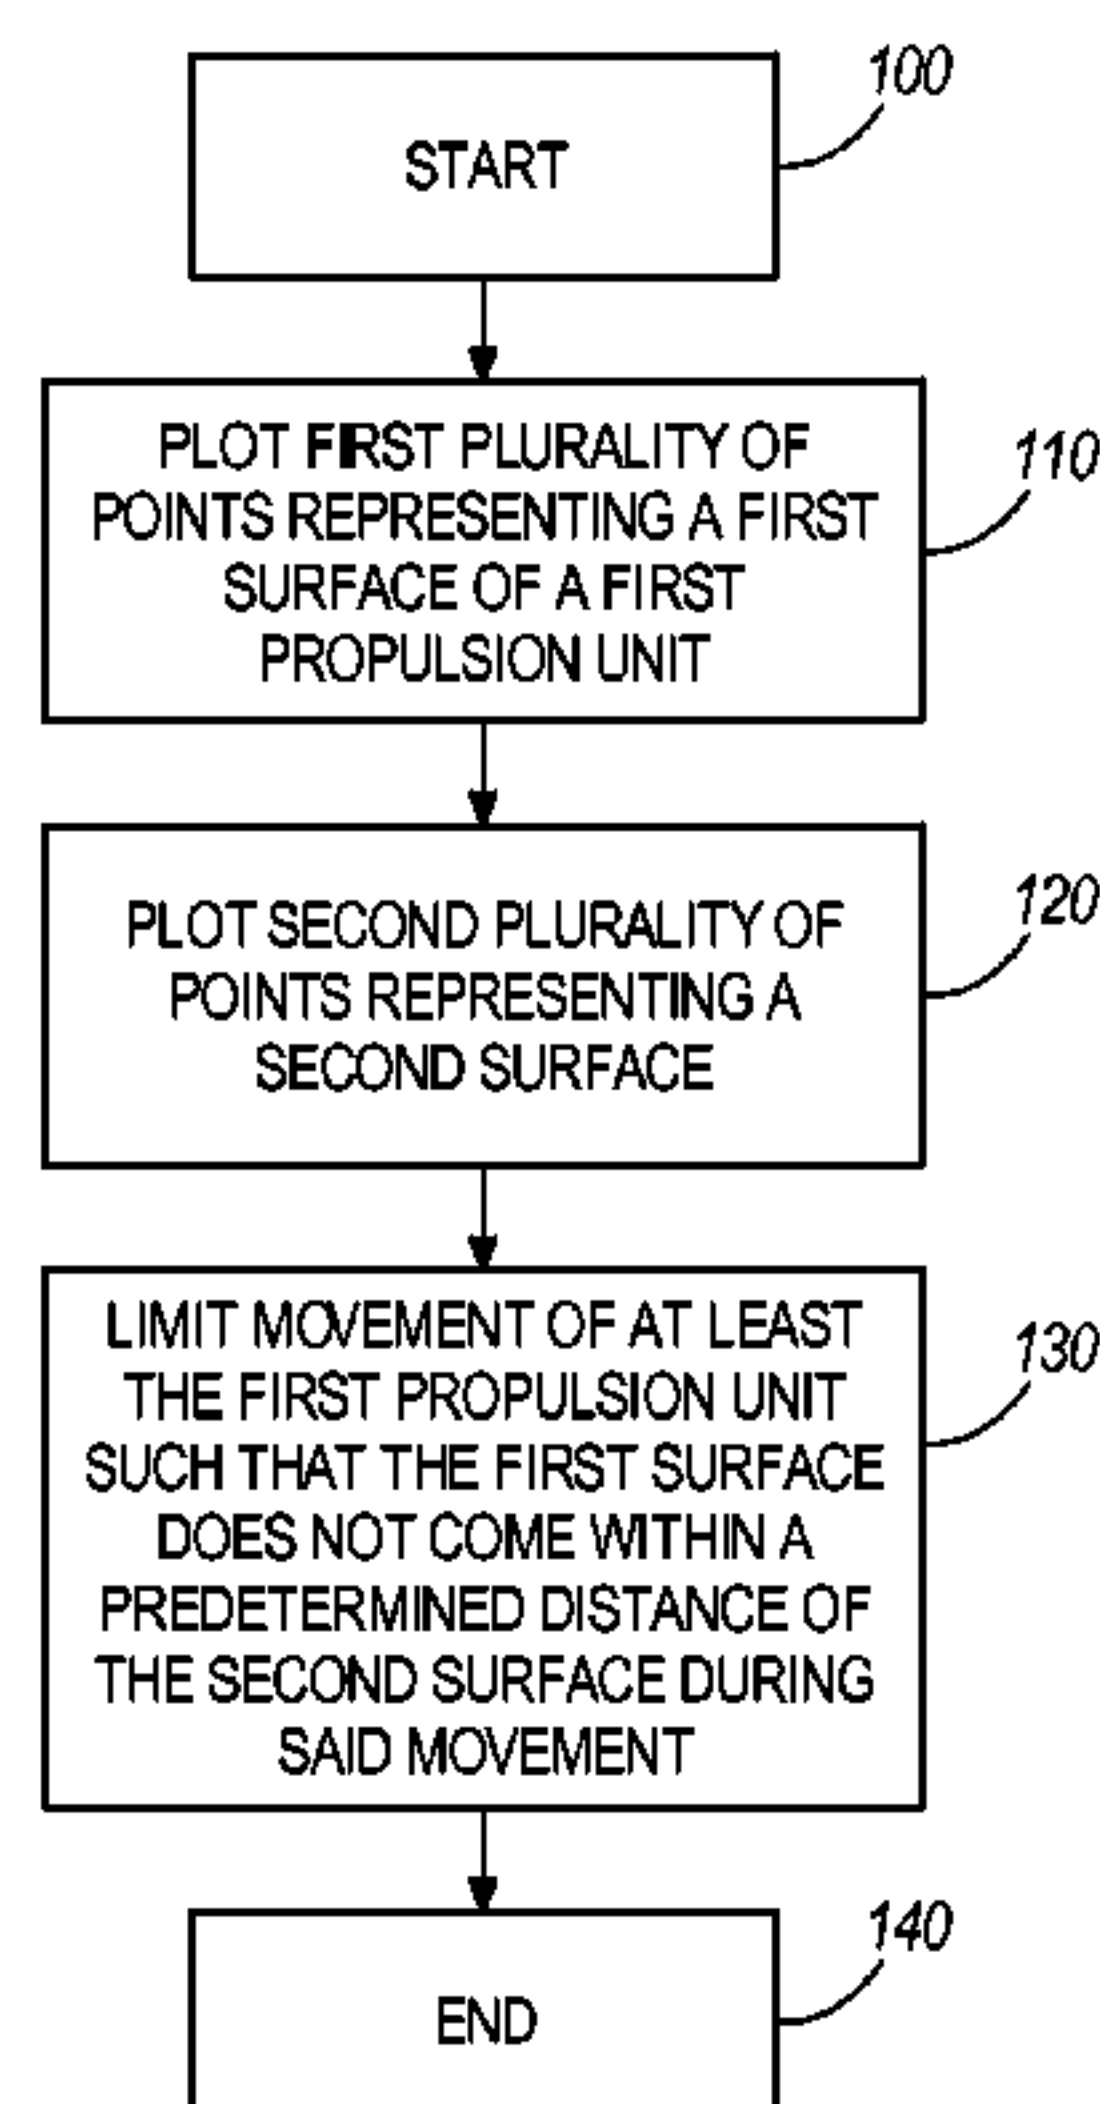 START
100
PLOT FIRST PLURALITY OF
POINTS REPRESENTING A FIRST
SURFACE OF A FIRST
PROPULSION UNIT
110
PLOT SECOND PLURALITY OF
POINTS REPRESENTING A
SECOND SURFACE
120
LIMIT MOVEMENT OF AT LEAST
THE FIRST PROPULSION UNIT
SUCH THAT THE FIRST SURFACE
DOES NOT COME WITHIN A
PREDETERMINED DISTANCE OF
THE SECOND SURFACE DURING
SAID MOVEMENT
130
END
140